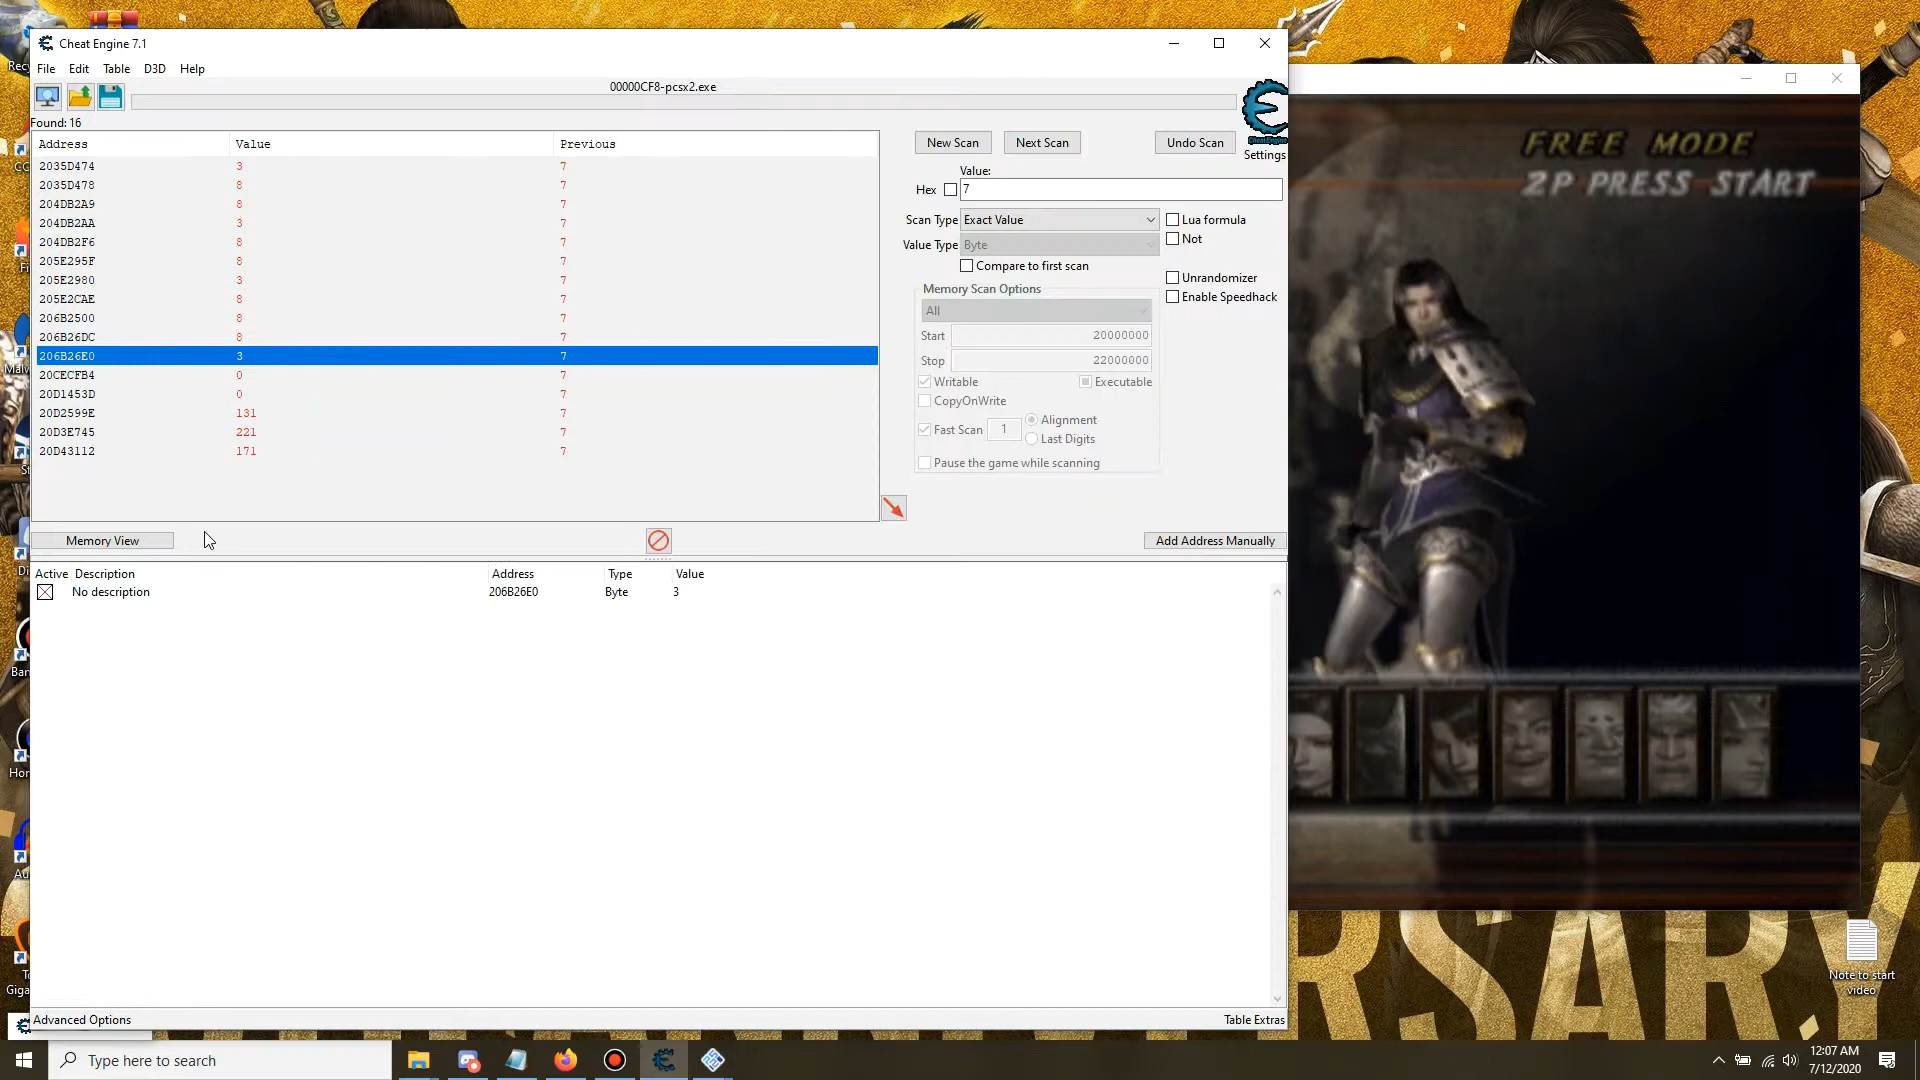 Cheat Engine 7.1
File Edit Table D3D Help
00000CF8-pcsx2.exe
Found: 16
Address Value Previous
2035D474 3 7
2035D478 8 7
204DB2A9 8 7
204DB2AA 3 7
204DB2F6 8 7
205E295F 8 7
205E2980 3 7
205E2CAE 8 7
206B2500 8 7
206B26DC 8 7
206B26E0 3 7
20CECFB4 0 7
20D1453D 0 7
20D2599E 131 7
20D3E745 221 7
20D43112 171 7
New Scan Next Scan Undo Scan
Cheat Engine
Settings
Value:
Hex 7
Scan Type Exact Value Lua formula
Not
Value Type Byte
Compare to first scan
Unrandomizer
Memory Scan Options
Enable Speedhack
All
Start 20000000
Stop 22000000
Writable Executable
CopyOnWrite
Fast Scan 1 Alignment
Last Digits
Pause the game while scanning
Memory View
Add Address Manually
Active Description Address Type Value
No description 206B26E0 Byte 3
Advanced Options Table Extras
FREE MODE
2P PRESS START
RSARY
Note to start
video
Type here to search
12:07 AM
7/12/2020